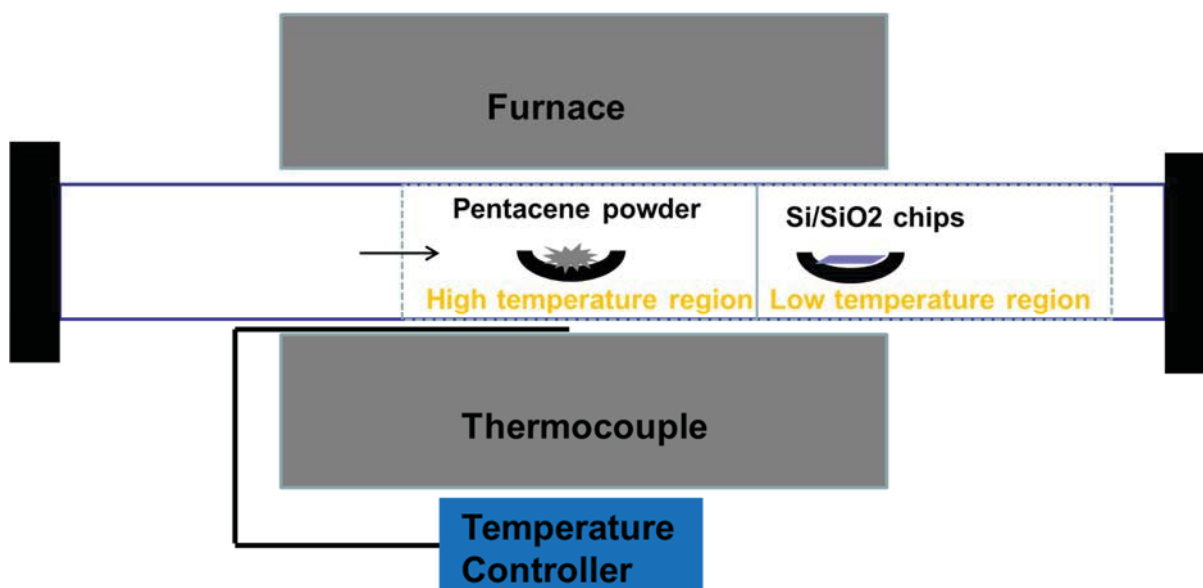 Furnace
Pentacene powder
Si/SiO2 chips
High temperature region
Low temperature region
Thermocouple
Temperature
Controller